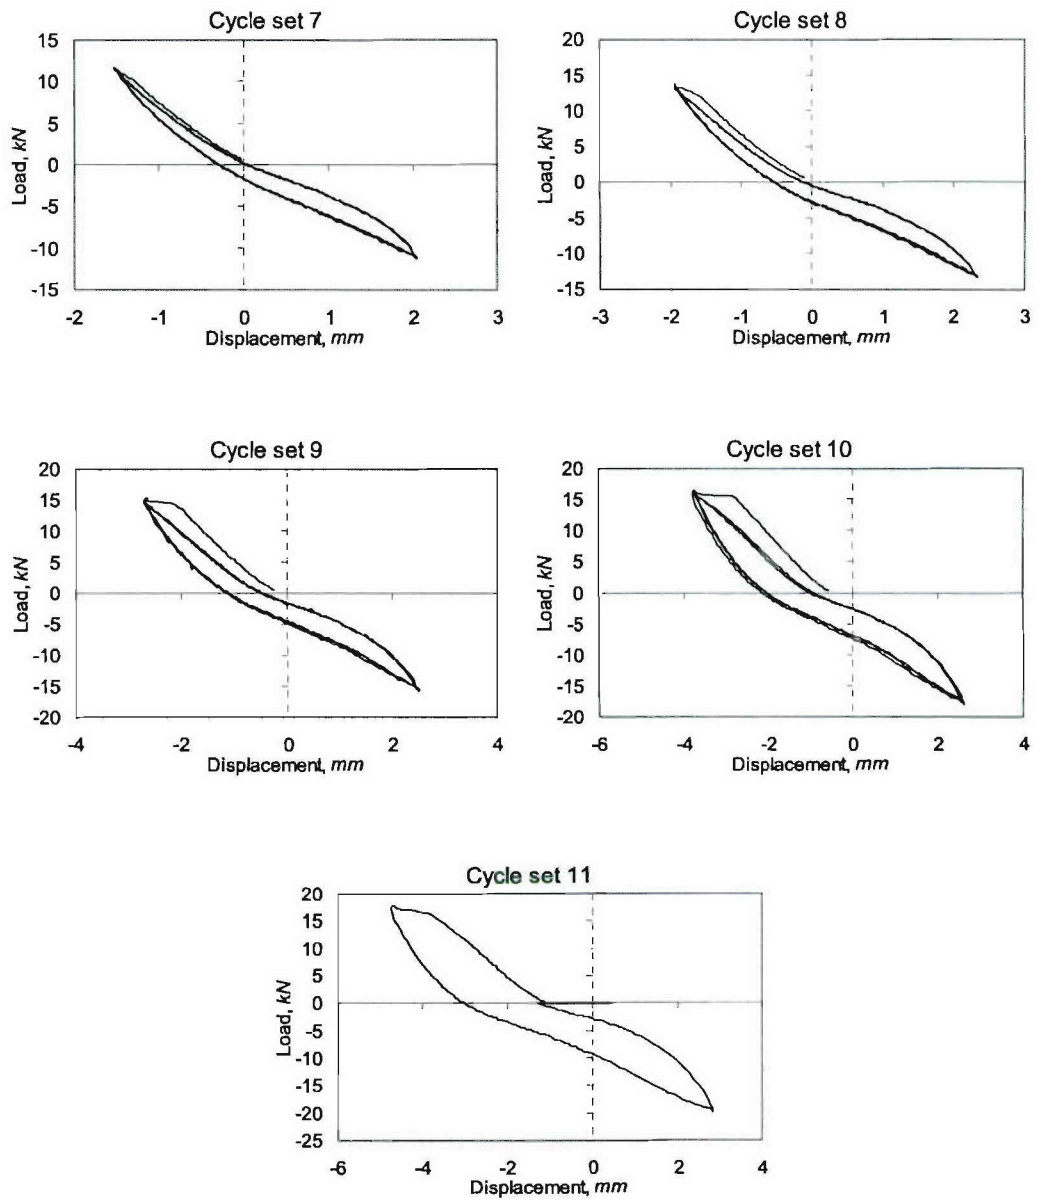 Cycle set 7
15
10
5
0
-5
-10
-15
-2 -1 0 1 2 3
Load, kN
Displacement, mm
Cycle set 8
20
15
10
5
0
-5
-10
-15
-3 -2 -1 0 1 2 3
Load, kN
Displacement, mm
Cycle set 9
20
15
10
5
0
-5
-10
-15
-20
-4 -2 0 2 4
Load, kN
Displacement, mm
Cycle set 10
20
15
10
5
0
-5
-10
-15
-20
-6 -4 -2 0 2 4
Load, kN
Displacement, mm
Cycle set 11
20
15
10
5
0
-5
-10
-15
-20
-25
-6 -4 -2 0 2 4
Load, kN
Displacement, mm